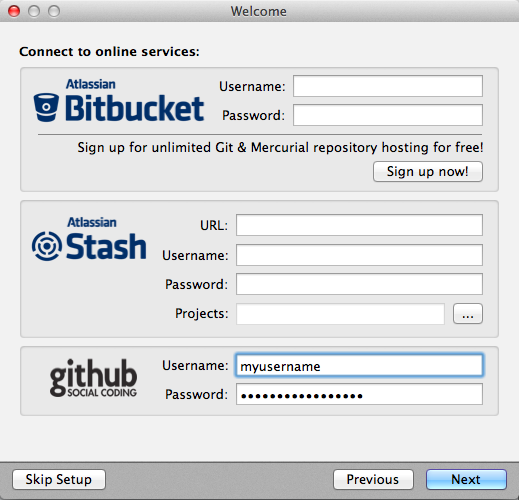 Welcome
Connect to online services:
Atlassian
Bitbucket
Username:
Password:
Sign up for unlimited Git & Mercurial repository hosting for free!
Sign up now!
Atlassian
Stash
URL:
Username:
Password:
Projects:
...
github
SOCIAL CODING
Username: myusername
Password: •••••••••••••••••
Skip Setup
Previous
Next